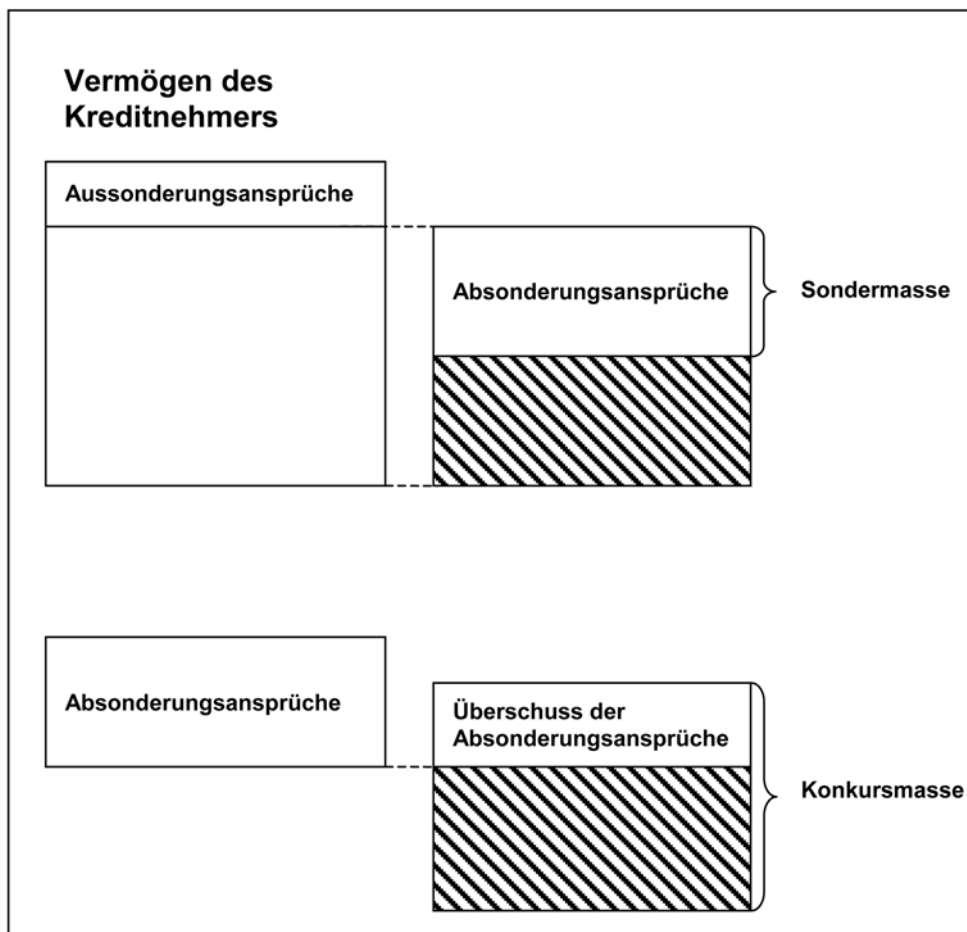 Vermögen des
Kreditnehmers
Aussonderungsansprüche
Absonderungsansprüche
Sondermasse
Absonderungsansprüche
Überschuss der
Absonderungsansprüche
Konkursmasse